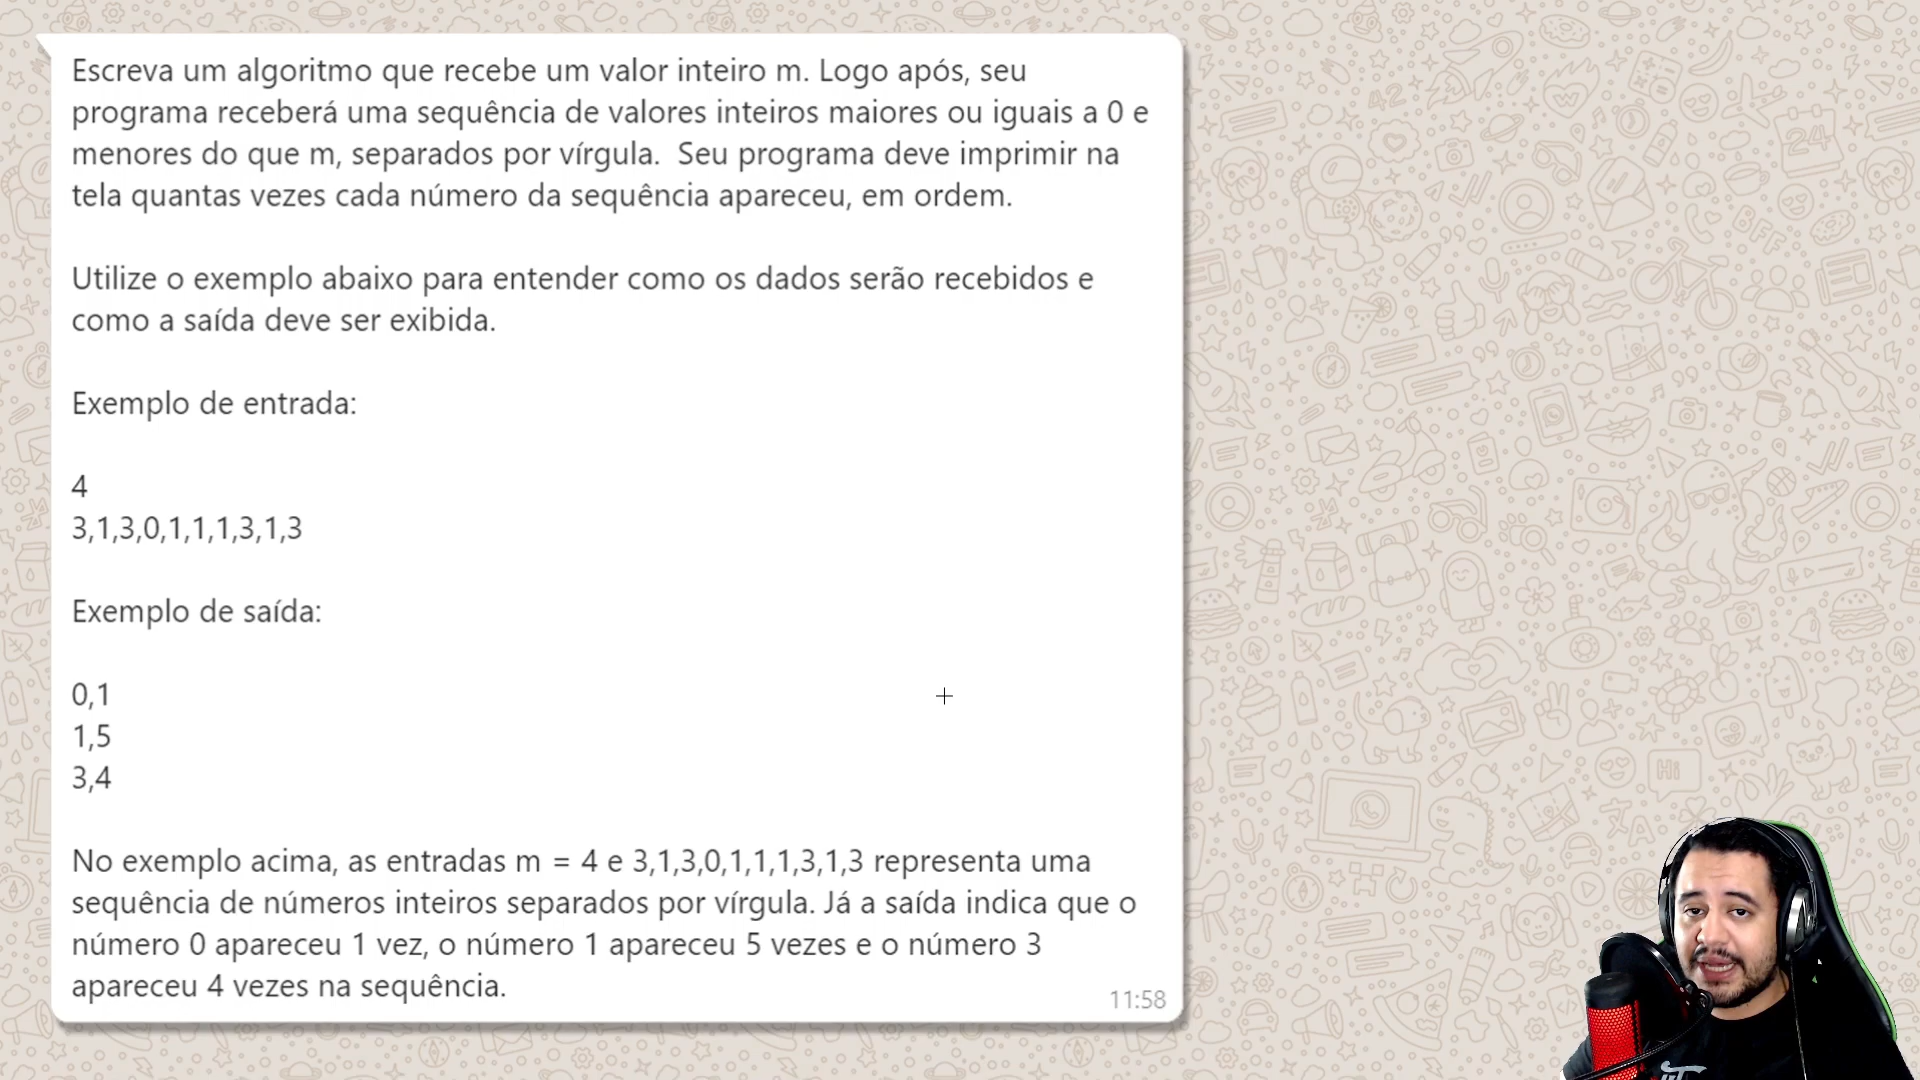 Escreva um algoritmo que recebe um valor inteiro m. Logo após, seu
programa receberá uma sequência de valores inteiros maiores ou iguais a 0 e
menores do que m, separados por vírgula.  Seu programa deve imprimir na
tela quantas vezes cada número da sequência apareceu, em ordem.
Utilize o exemplo abaixo para entender como os dados serão recebidos e
como a saída deve ser exibida.
Exemplo de entrada:
4
3,1,3,0,1,1,1,3,1,3
Exemplo de saída:
0,1
1,5
3,4
No exemplo acima, as entradas m = 4 e 3,1,3,0,1,1,1,3,1,3 representa uma
sequência de números inteiros separados por vírgula. Já a saída indica que o
número 0 apareceu 1 vez, o número 1 apareceu 5 vezes e o número 3
apareceu 4 vezes na sequência.
11:58
42
24
BFF
Hi